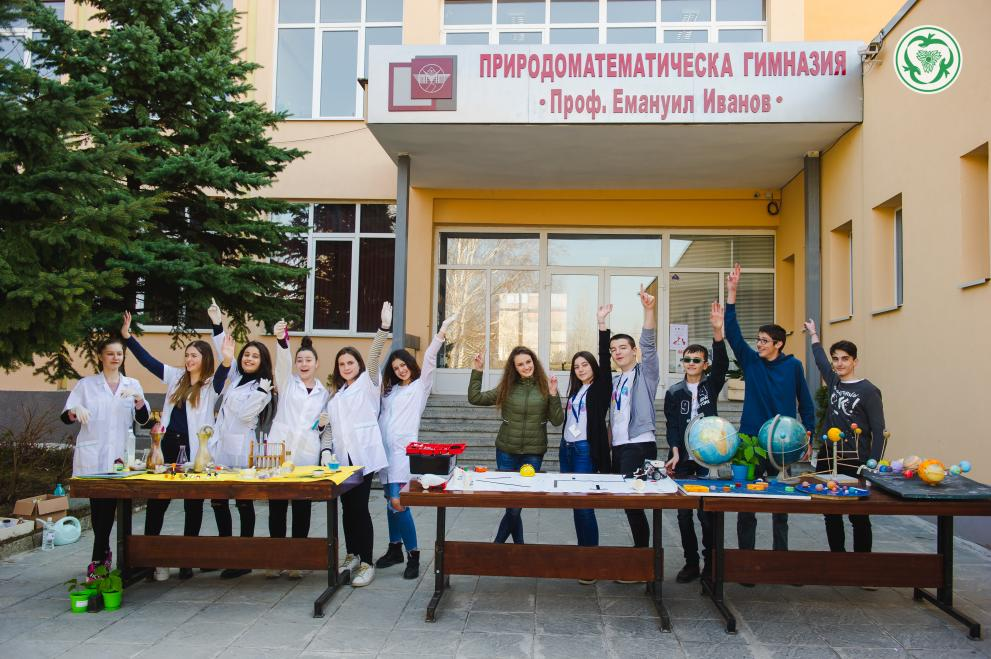 ПРИРОДОМАТЕМАТИЧЕСКА ГИМНАЗИЯ
• Проф. Емануил Иванов •